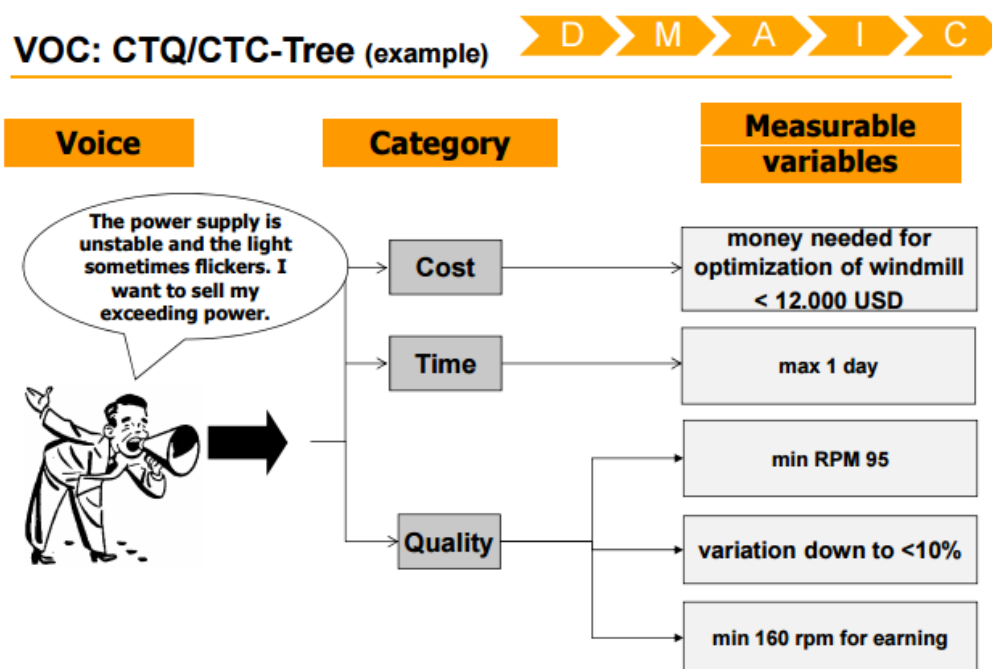 VOC: CTQ/CTC-Tree (example)
D M A I C
Voice
Category
Measurable
variables
The power supply is
unstable and the light
sometimes flickers. I
want to sell my
exceeding power.
Cost
money needed for
optimization of windmill
< 12.000 USD
Time
max 1 day
Quality
min RPM 95
variation down to <10%
min 160 rpm for earning